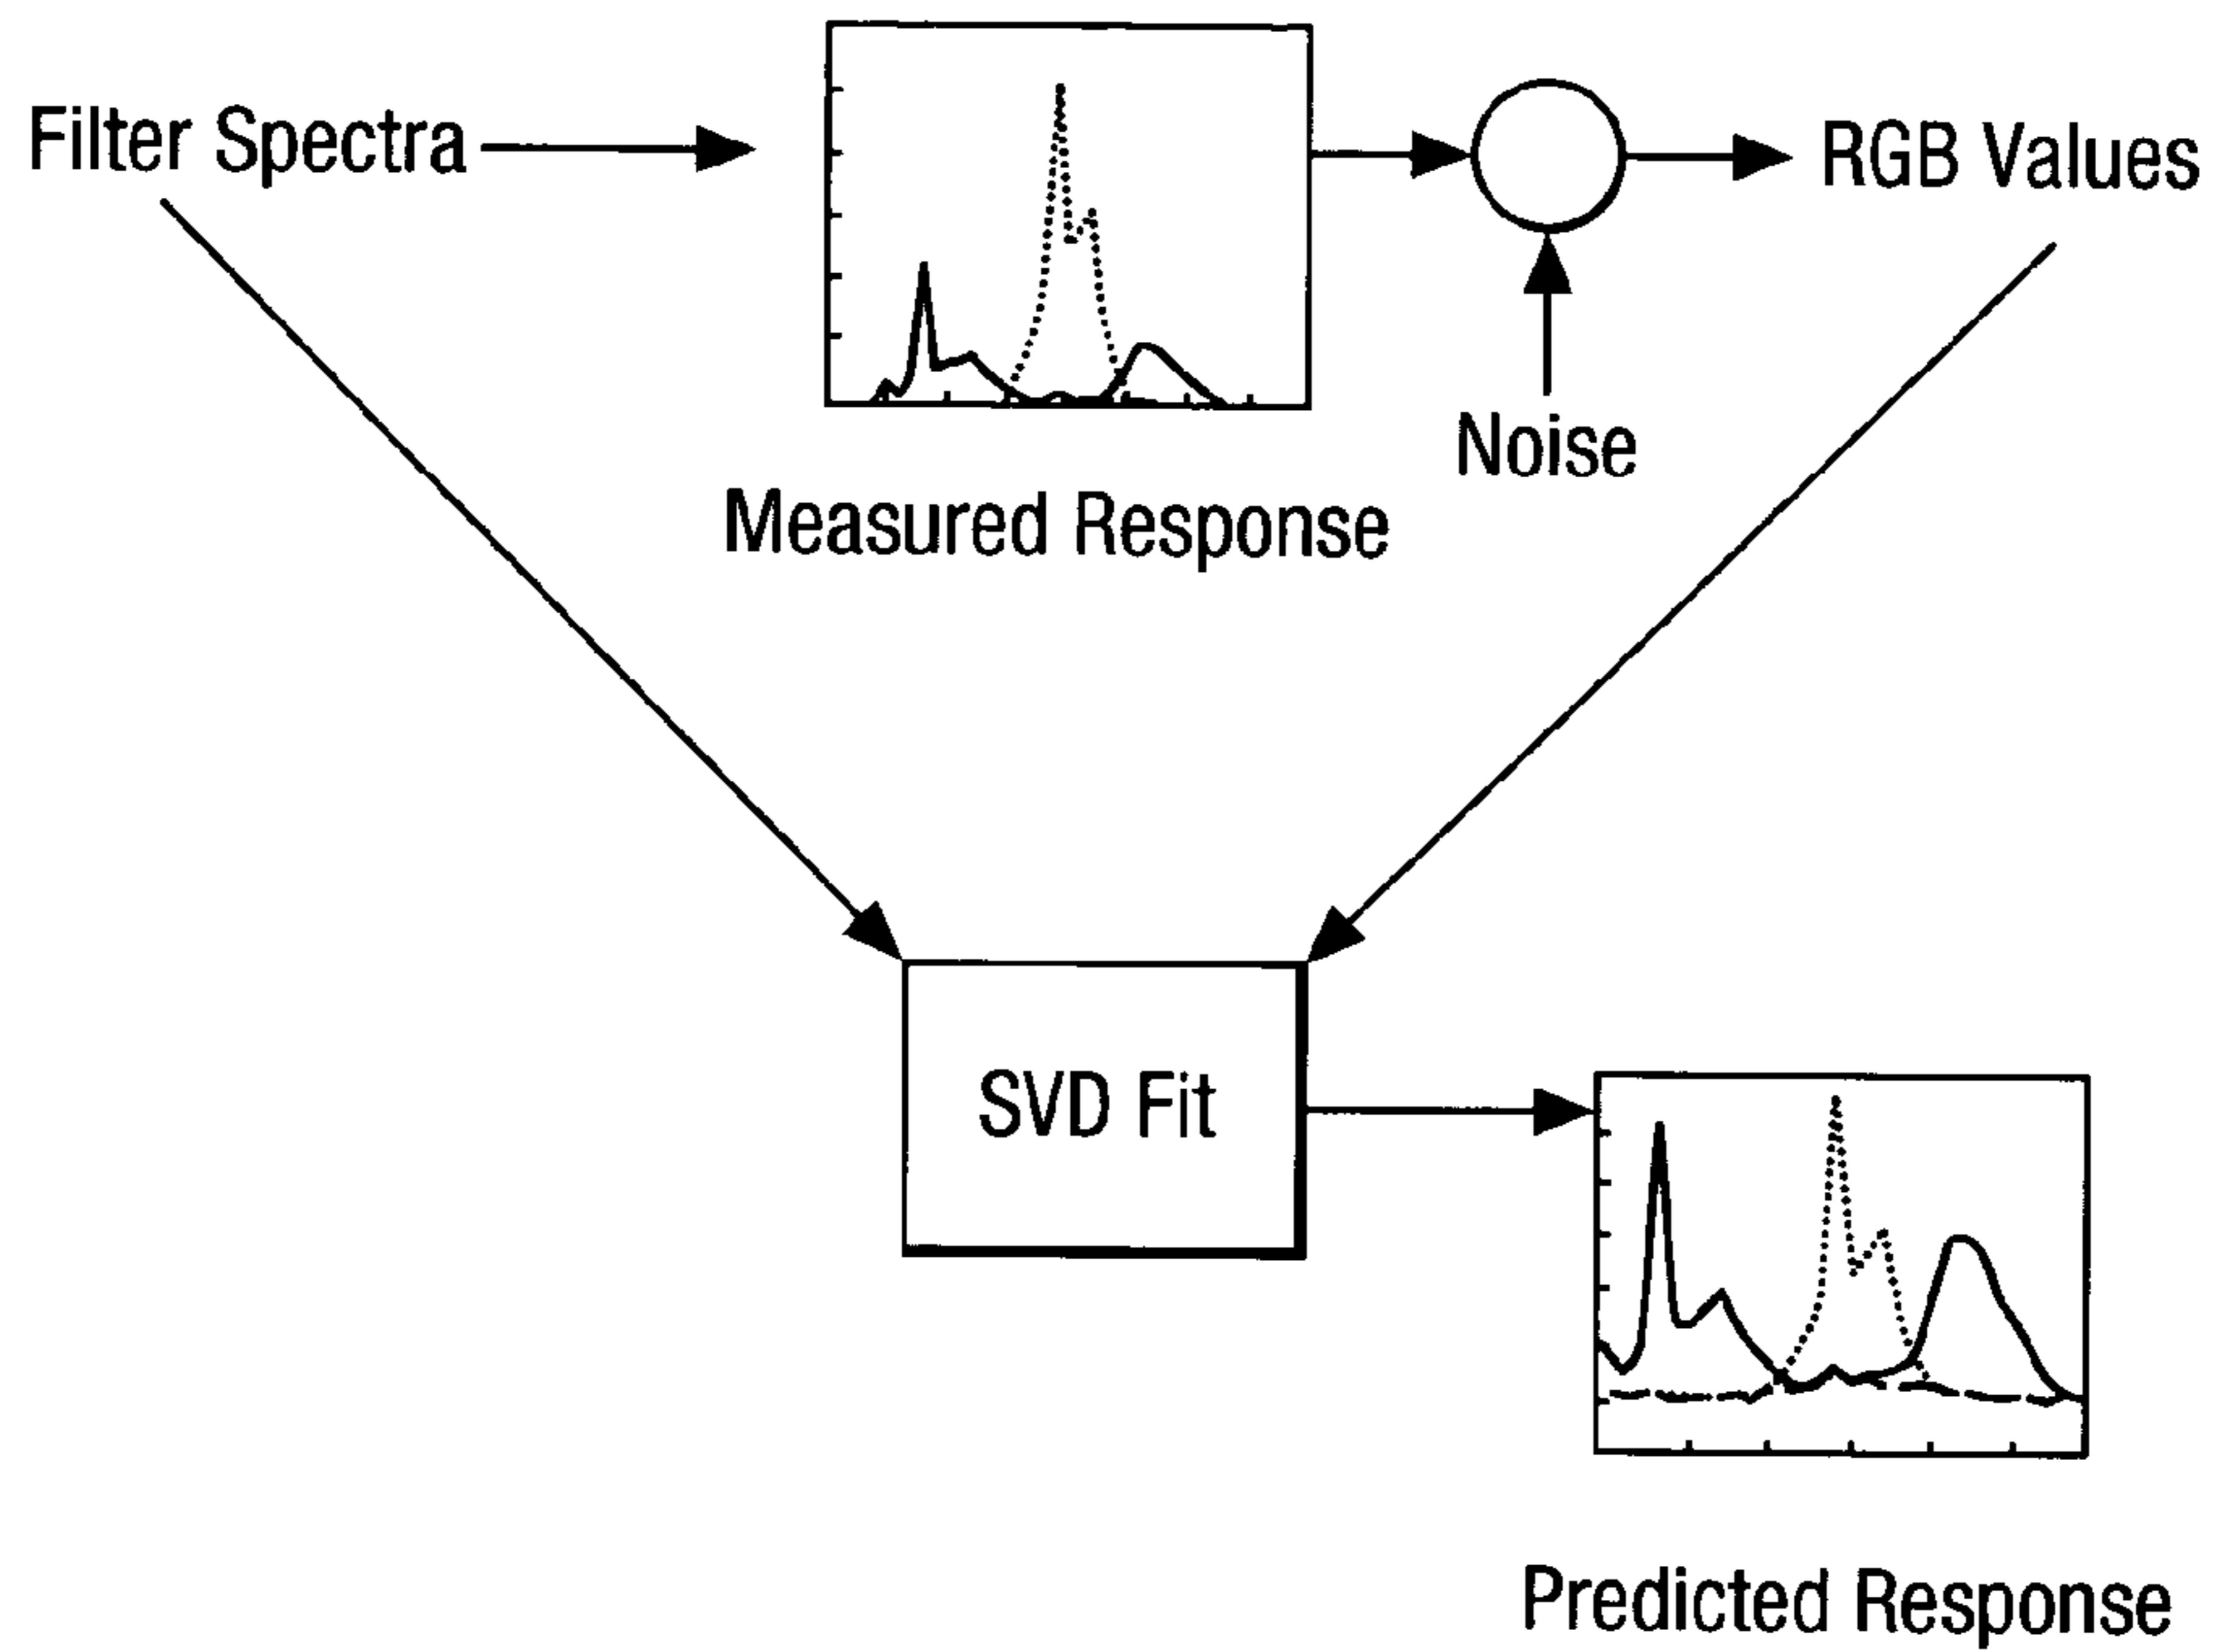 Filter Spectra
RGB Values
Noise
Measured Response
SVD Fit
Predicted Response